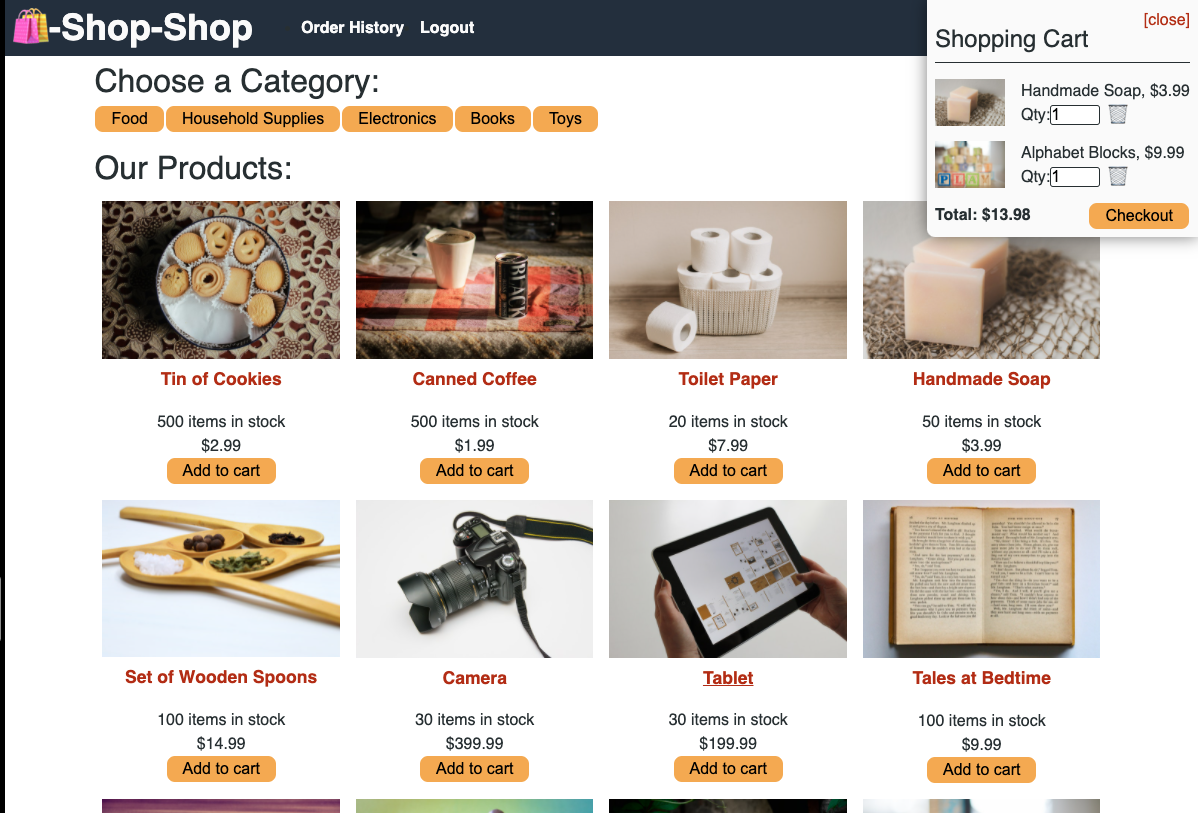 -Shop-Shop
Order History Logout
[close]
Shopping Cart
Handmade Soap, $3.99
Qty: 1
Alphabet Blocks, $9.99
Qty: 1
Total: $13.98 Checkout
Choose a Category:
Food Household Supplies Electronics Books Toys
Our Products:
BLACK
PLAY
Tin of Cookies Canned Coffee Toilet Paper Handmade Soap
500 items in stock 500 items in stock 20 items in stock 50 items in stock
$2.99 $1.99 $7.99 $3.99
Add to cart Add to cart Add to cart Add to cart
Set of Wooden Spoons Camera Tablet Tales at Bedtime
100 items in stock 30 items in stock 30 items in stock 100 items in stock
$14.99 $399.99 $199.99 $9.99
Add to cart Add to cart Add to cart Add to cart